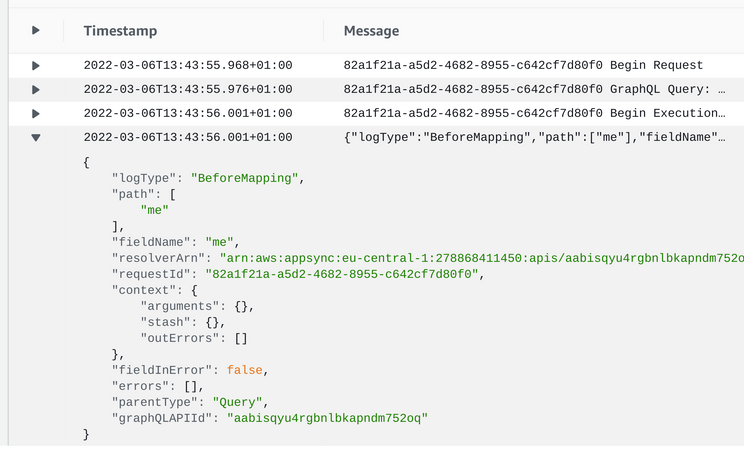 Timestamp Message
2022-03-06T13:43:55.968+01:00 82a1f21a-a5d2-4682-8955-c642cf7d80f0 Begin Request
2022-03-06T13:43:55.976+01:00 82a1f21a-a5d2-4682-8955-c642cf7d80f0 GraphQL Query: …
2022-03-06T13:43:56.001+01:00 82a1f21a-a5d2-4682-8955-c642cf7d80f0 Begin Execution…
2022-03-06T13:43:56.001+01:00 {"logType":"BeforeMapping","path":["me"],"fieldName"…
{
    "logType": "BeforeMapping",
    "path": [
        "me"
    ],
    "fieldName": "me",
    "resolverArn": "arn:aws:appsync:eu-central-1:278868411450:apis/aabisqyu4rgbnlbkapndm752o
    "requestId": "82a1f21a-a5d2-4682-8955-c642cf7d80f0",
    "context": {
        "arguments": {},
        "stash": {},
        "outErrors": []
    },
    "fieldInError": false,
    "errors": [],
    "parentType": "Query",
    "graphQLAPIId": "aabisqyu4rgbnlbkapndm752oq"
}